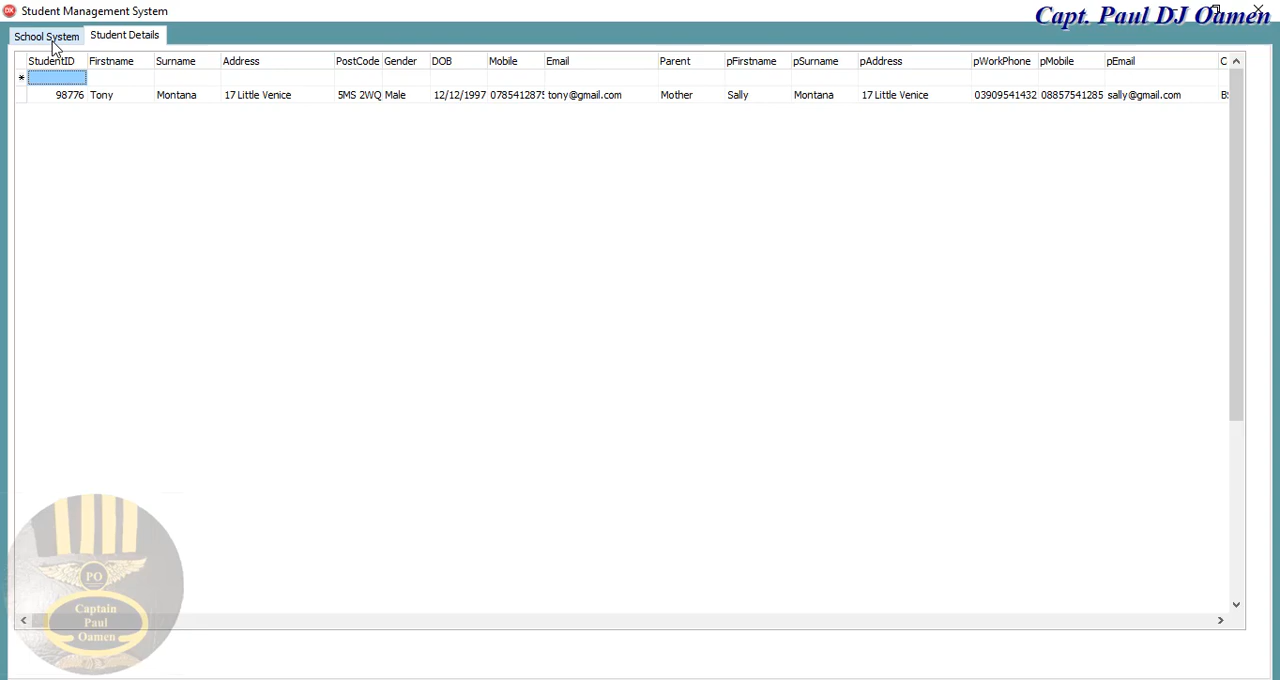 Student Management System
Capt. Paul DJ Oamen
School System Student Details
StudentID Firstname Surname Address PostCode Gender DOB Mobile Email Parent pFirstname pSurname pAddress pWorkPhone pMobile pEmail
*
98776 Tony Montana 17 Little Venice 5MS 2WQ Male 12/12/1997 0785412875 tony@gmail.com Mother Sally Montana 17 Little Venice 03909541432 08857541285 sally@gmail.com
PO
Captain
Paul
Oamen